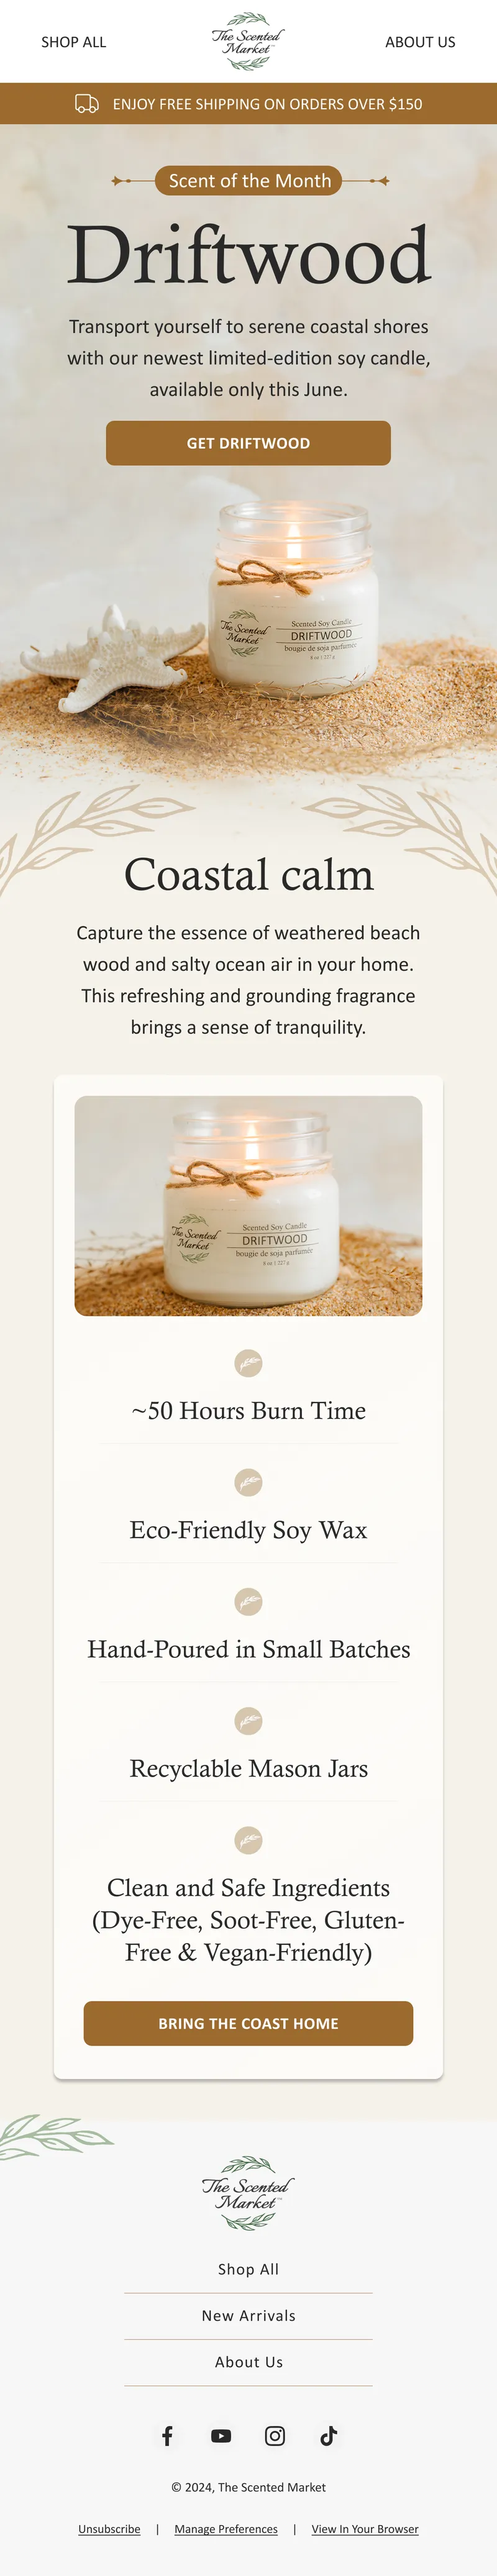 SHOP ALL
The Scented
Market
ABOUT US
ENJOY FREE SHIPPING ON ORDERS OVER $150
Scent of the Month
Driftwood
Transport yourself to serene coastal shores
with our newest limited-edition soy candle,
available only this June.
GET DRIFTWOOD
The Scented
Market
Scented Soy Candle
DRIFTWOOD
bougie de soja parfumée
8 oz | 227 g
Coastal calm
Capture the essence of weathered beach
wood and salty ocean air in your home.
This refreshing and grounding fragrance
brings a sense of tranquility.
The Scented
Market
Scented Soy Candle
DRIFTWOOD
bougie de soja parfumée
8 oz | 227 g
~50 Hours Burn Time
Eco-Friendly Soy Wax
Hand-Poured in Small Batches
Recyclable Mason Jars
Clean and Safe Ingredients
(Dye-Free, Soot-Free, Gluten-
Free & Vegan-Friendly)
BRING THE COAST HOME
The Scented
Market™
Shop All
New Arrivals
About Us
© 2024, The Scented Market
Unsubscribe | Manage Preferences | View In Your Browser